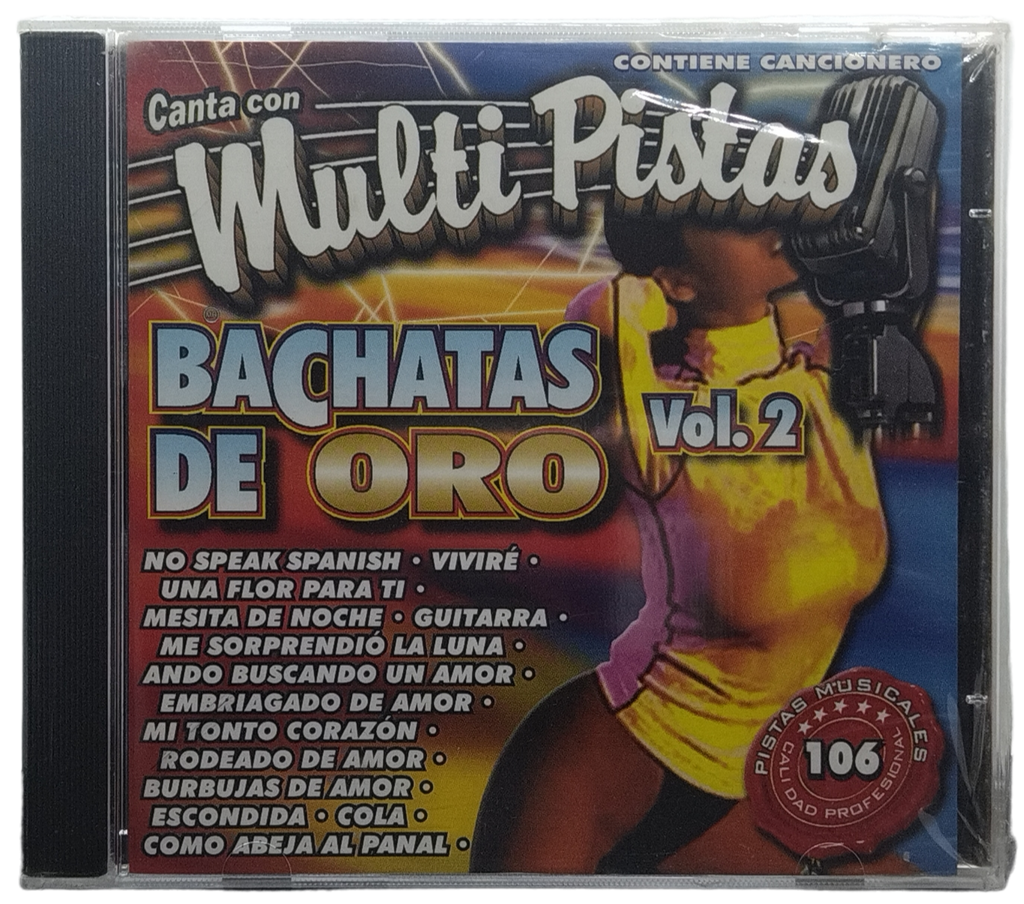 CONTIENE CANCIONERO
Canta con
Multi Pistas
BACHATAS
DE ORO
Vol. 2
NO SPEAK SPANISH • VIVIRÉ •
UNA FLOR PARA TI •
MESITA DE NOCHE • GUITARRA •
ME SORPRENDIÓ LA LUNA •
ANDO BUSCANDO UN AMOR •
EMBRIAGADO DE AMOR •
MI TONTO CORAZÓN •
RODEADO DE AMOR •
BURBUJAS DE AMOR •
ESCONDIDA • COLA •
COMO ABEJA AL PANAL •
PISTAS MUSICALES
106
CALIDAD PROFESIONAL